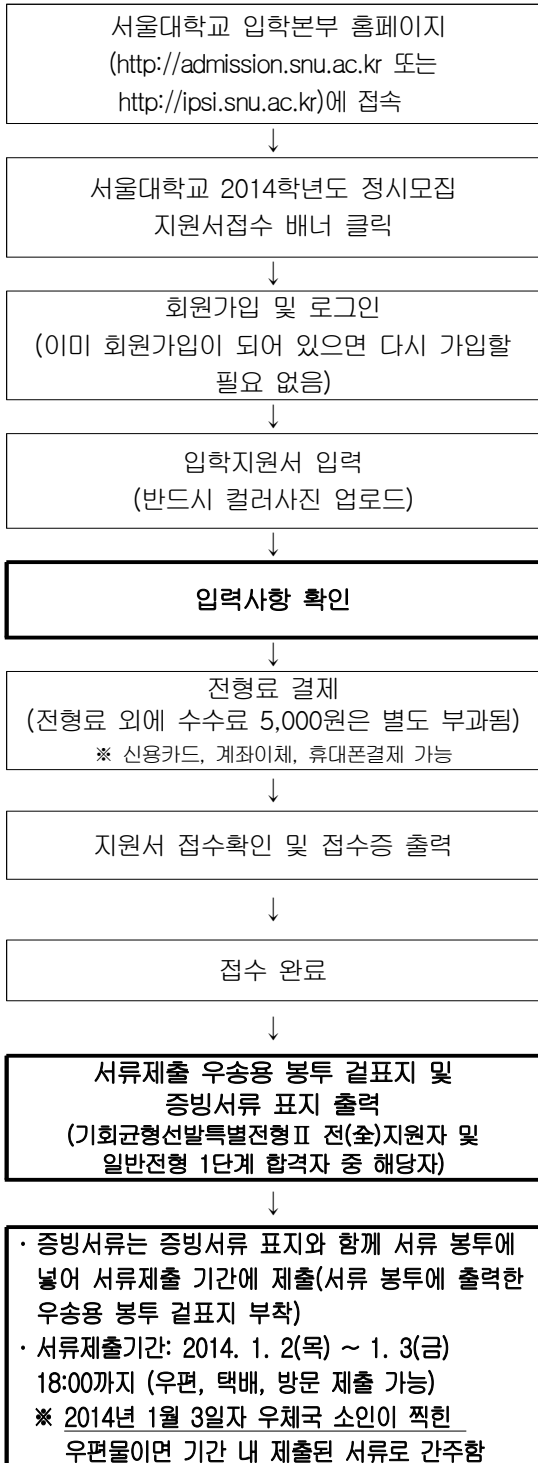 서울대학교 입학본부 홈페이지
(http://admission.snu.ac.kr 또는
http://ipsi.snu.ac.kr)에 접속
↓
서울대학교 2014학년도 정시모집
지원서접수 배너 클릭
↓
회원가입 및 로그인
(이미 회원가입이 되어 있으면 다시 가입할
필요 없음)
↓
입학지원서 입력
(반드시 컬러사진 업로드)
↓
입력사항 확인
↓
전형료 결제
(전형료 외에 수수료 5,000원은 별도 부과됨)
※ 신용카드, 계좌이체, 휴대폰결제 가능
↓
지원서 접수확인 및 접수증 출력
↓
접수 완료
↓
서류제출 우송용 봉투 겉표지 및
증빙서류 표지 출력
(기회균형선발특별전형Ⅱ 전(全)지원자 및
일반전형 1단계 합격자 중 해당자)
↓
· 증빙서류는 증빙서류 표지와 함께 서류 봉투에
넣어 서류제출 기간에 제출(서류 봉투에 출력한
우송용 봉투 겉표지 부착)
· 서류제출기간: 2014. 1. 2(목) ~ 1. 3(금)
18:00까지 (우편, 택배, 방문 제출 가능)
※ 2014년 1월 3일자 우체국 소인이 찍힌
우편물이면 기간 내 제출된 서류로 간주함